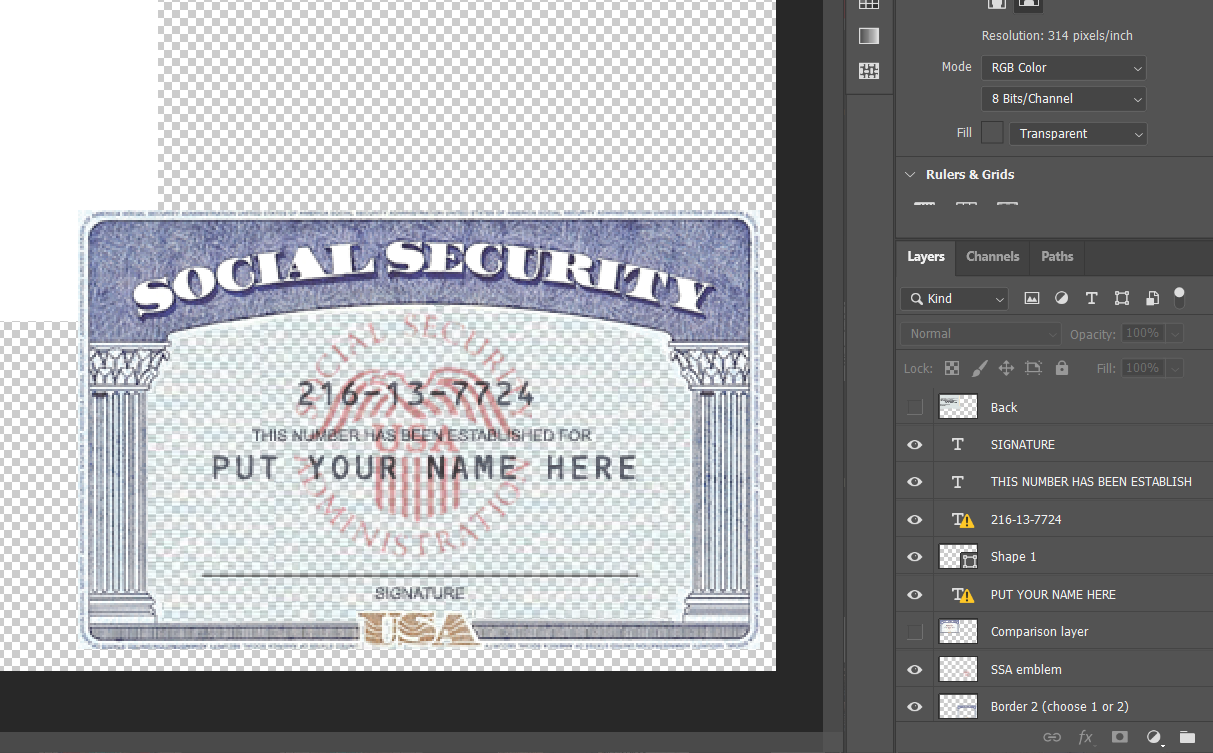 Resolution: 314 pixels/inch
Mode RGB Color
8 Bits/Channel
Fill Transparent
Rulers & Grids
Layers Channels Paths
Kind
Normal Opacity: 100%
Lock: Fill: 100%
Back
SIGNATURE
THIS NUMBER HAS BEEN ESTABLISH
216-13-7724
Shape 1
PUT YOUR NAME HERE
Comparison layer
SSA emblem
Border 2 (choose 1 or 2)
fx
SOCIAL SECURITY
SOCIAL SECURITY
216-13-7724
THIS NUMBER HAS BEEN ESTABLISHED FOR
USA
PUT YOUR NAME HERE
ADMINISTRATION
SIGNATURE
USA